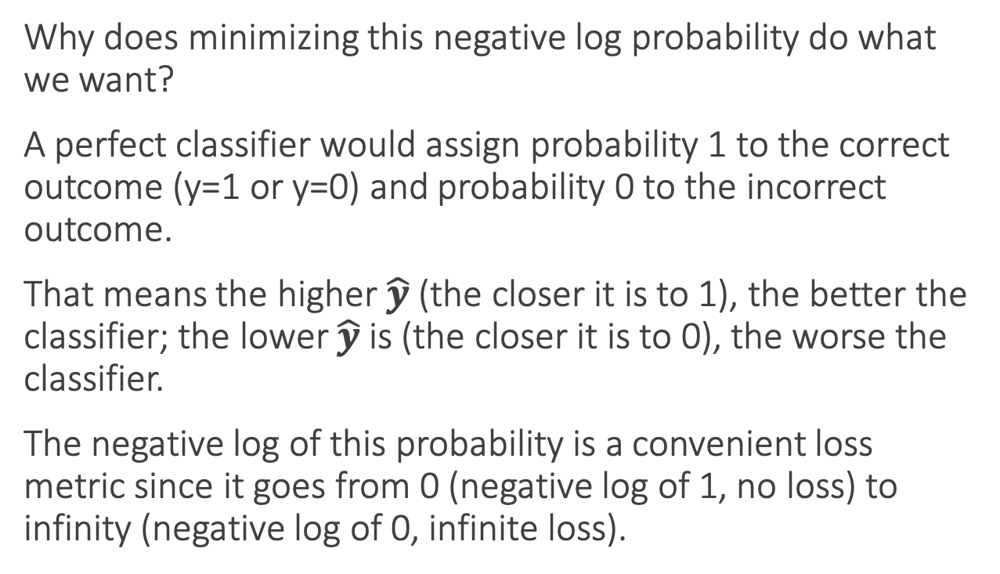 Why does minimizing this negative log probability do what
we want?
A perfect classifier would assign probability 1 to the correct
outcome (y=1 or y=0) and probability 0 to the incorrect
outcome.
That means the higher ŷ (the closer it is to 1), the better the
classifier; the lower ŷ is (the closer it is to 0), the worse the
classifier.
The negative log of this probability is a convenient loss
metric since it goes from 0 (negative log of 1, no loss) to
infinity (negative log of 0, infinite loss).